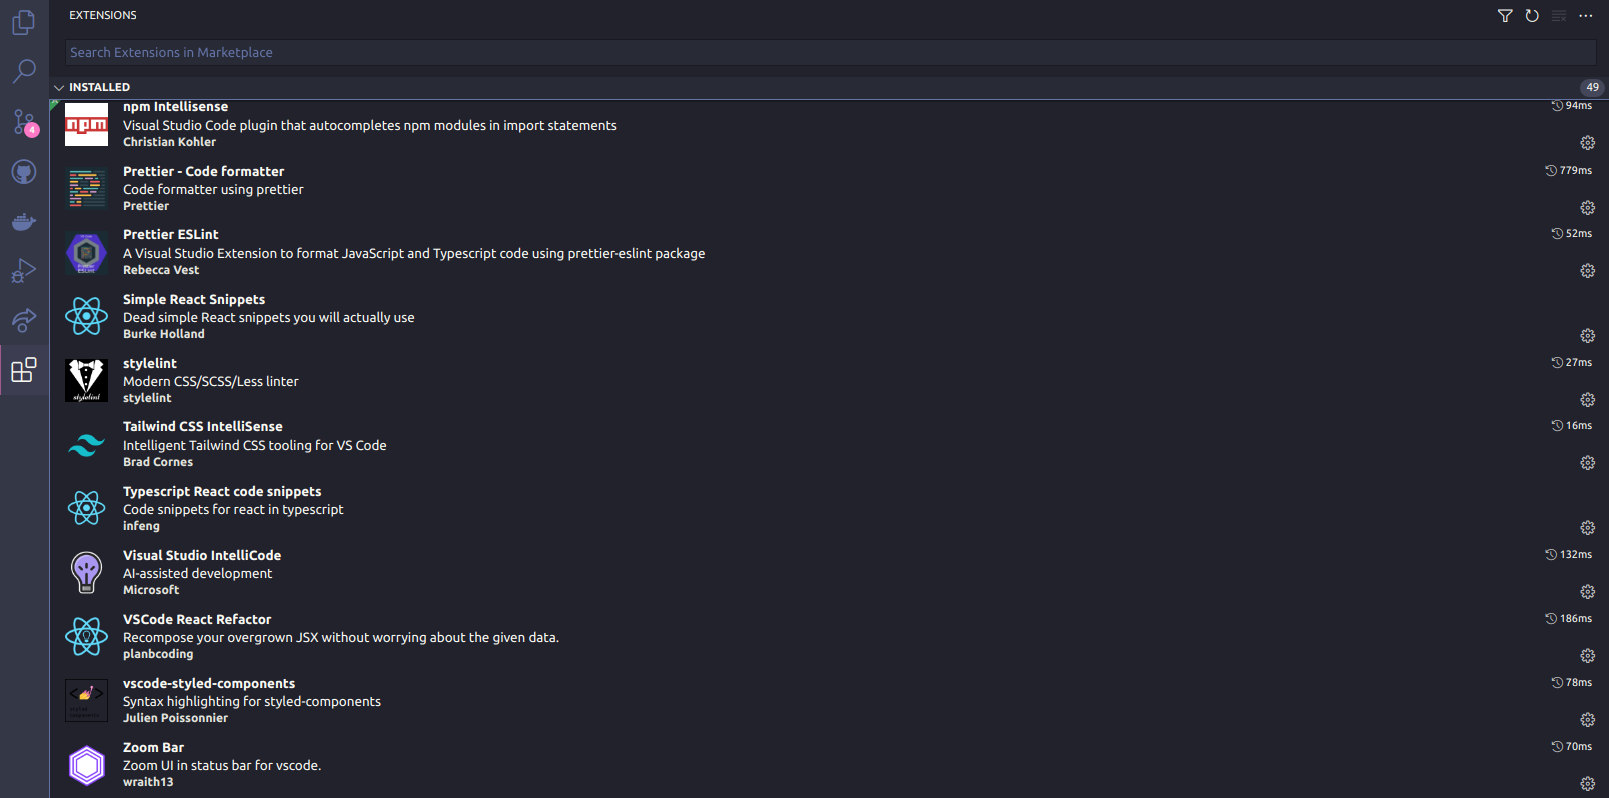 EXTENSIONS
Search Extensions in Marketplace
INSTALLED 49
npm Intellisense 94ms
npm
Visual Studio Code plugin that autocompletes npm modules in import statements
Christian Kohler
4
Prettier - Code formatter 779ms
Code formatter using prettier
Prettier
Prettier ESLint 52ms
A Visual Studio Extension to format JavaScript and Typescript code using prettier-eslint package
Prettier
ESLint
Rebecca Vest
Simple React Snippets
Dead simple React snippets you will actually use
Burke Holland
stylelint 27ms
Modern CSS/SCSS/Less linter
stylelint
stylelint
Tailwind CSS IntelliSense 16ms
Intelligent Tailwind CSS tooling for VS Code
Brad Cornes
Typescript React code snippets
Code snippets for react in typescript
infeng
Visual Studio IntelliCode 132ms
AI-assisted development
Microsoft
VSCode React Refactor 186ms
Recompose your overgrown JSX without worrying about the given data.
planbcoding
vscode-styled-components 78ms
Syntax highlighting for styled-components
styled
components
Julien Poissonnier
Zoom Bar 70ms
Zoom UI in status bar for vscode.
wraith13